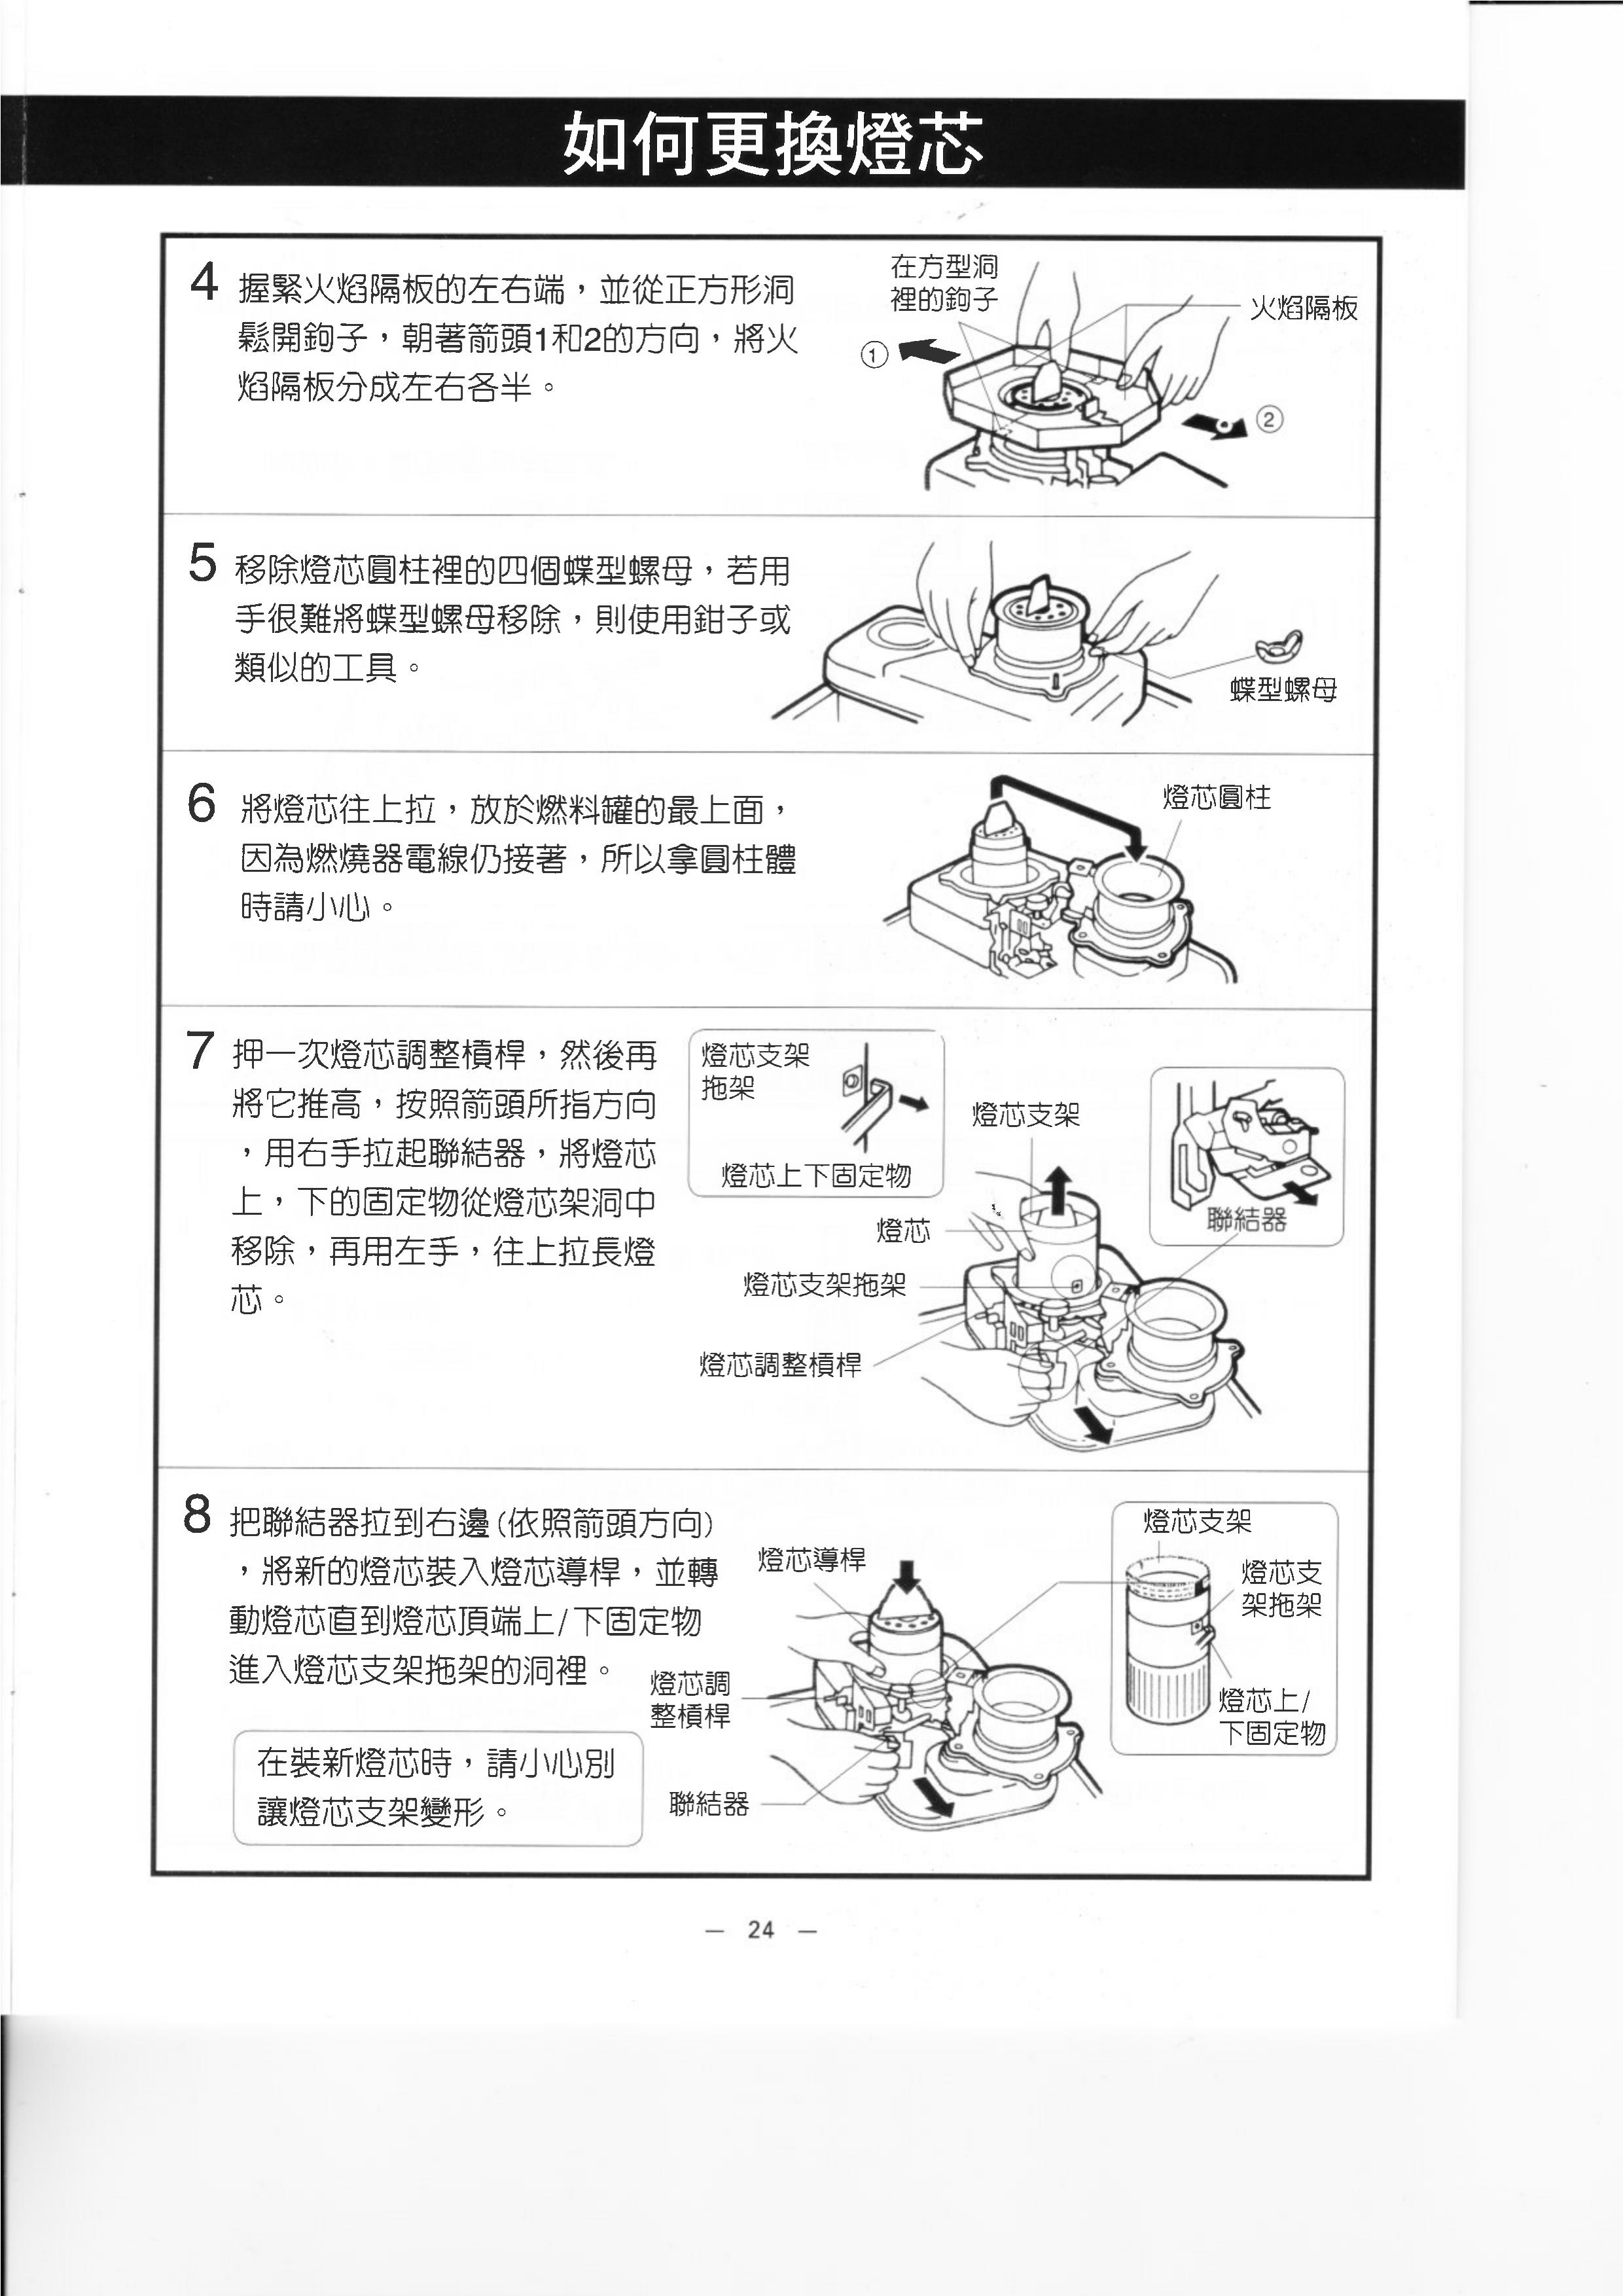 如何更換燈芯
4 握緊火焰隔板的左右端，並從正方形洞
鬆開鉤子，朝著箭頭1和2的方向，將火
焰隔板分成左右各半。
在方型洞
裡的鉤子
火焰隔板
①
②
5 移除燈芯圓柱裡的四個蝶型螺母，若用
手很難將蝶型螺母移除，則使用鉗子或
類似的工具。
蝶型螺母
6 將燈芯往上拉，放於燃料罐的最上面，
因為燃燒器電線仍接著，所以拿圓柱體
時請小心。
燈芯圓柱
7 押一次燈芯調整槓桿，然後再
將它推高，按照箭頭所指方向
，用右手拉起聯結器，將燈芯
上，下的固定物從燈芯架洞中
移除，再用左手，往上拉長燈
芯。
燈芯支架
拖架
燈芯上下固定物
燈芯支架
聯結器
燈芯
燈芯支架拖架
燈芯調整槓桿
8 把聯結器拉到右邊(依照箭頭方向)
，將新的燈芯裝入燈芯導桿，並轉
動燈芯直到燈芯頂端上/下固定物
進入燈芯支架拖架的洞裡。
在裝新燈芯時，請小心別
讓燈芯支架變形。
燈芯導桿
燈芯調
整槓桿
聯結器
燈芯支架
燈芯支
架拖架
燈芯上/
下固定物
— 24 —